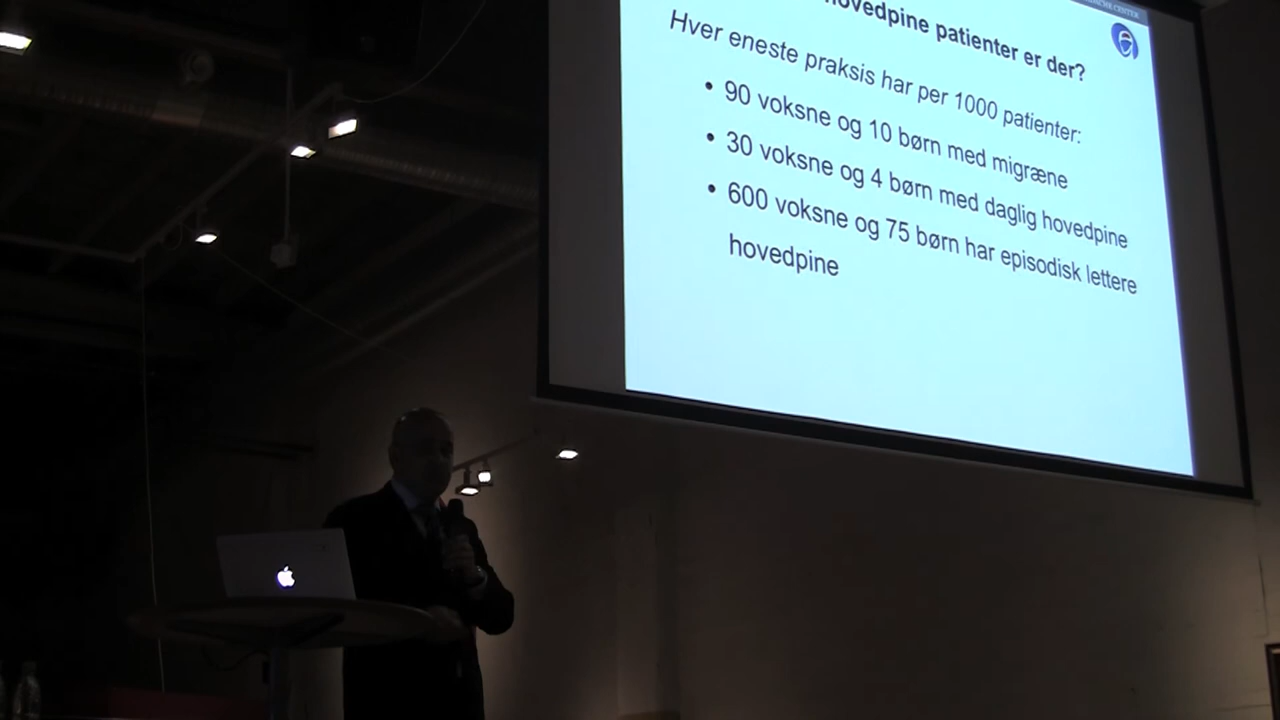 hovedpine patienter er der?
Hver eneste praksis har per 1000 patienter:
• 90 voksne og 10 børn med migræne
• 30 voksne og 4 børn med daglig hovedpine
• 600 voksne og 75 børn har episodisk lettere
hovedpine